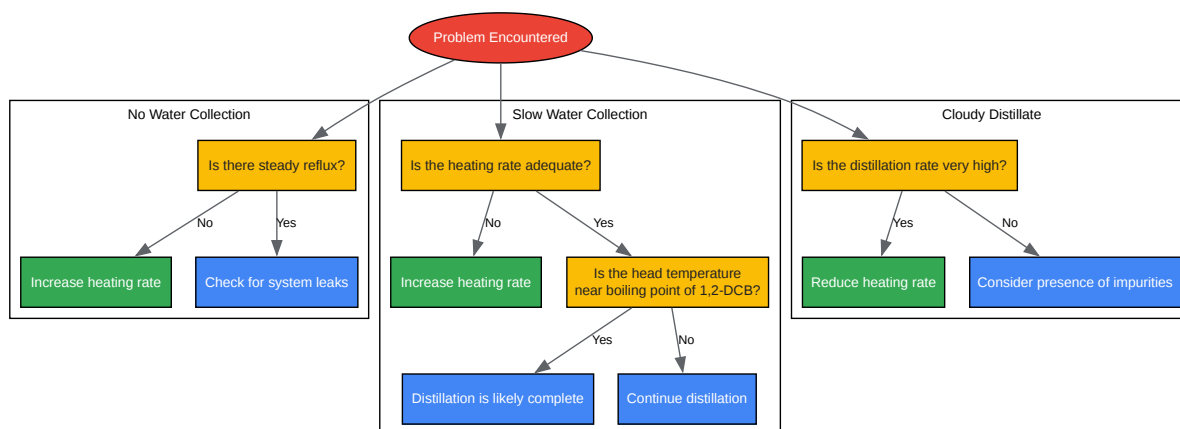 Problem Encountered
No Water Collection
Slow Water Collection
Cloudy Distillate
Is there steady reflux?
Is the heating rate adequate?
Is the distillation rate very high?
No
Yes
No
Yes
Yes
No
Increase heating rate
Check for system leaks
Increase heating rate
Is the head temperature
near boiling point of 1,2-DCB?
Reduce heating rate
Consider presence of impurities
Yes
No
Distillation is likely complete
Continue distillation